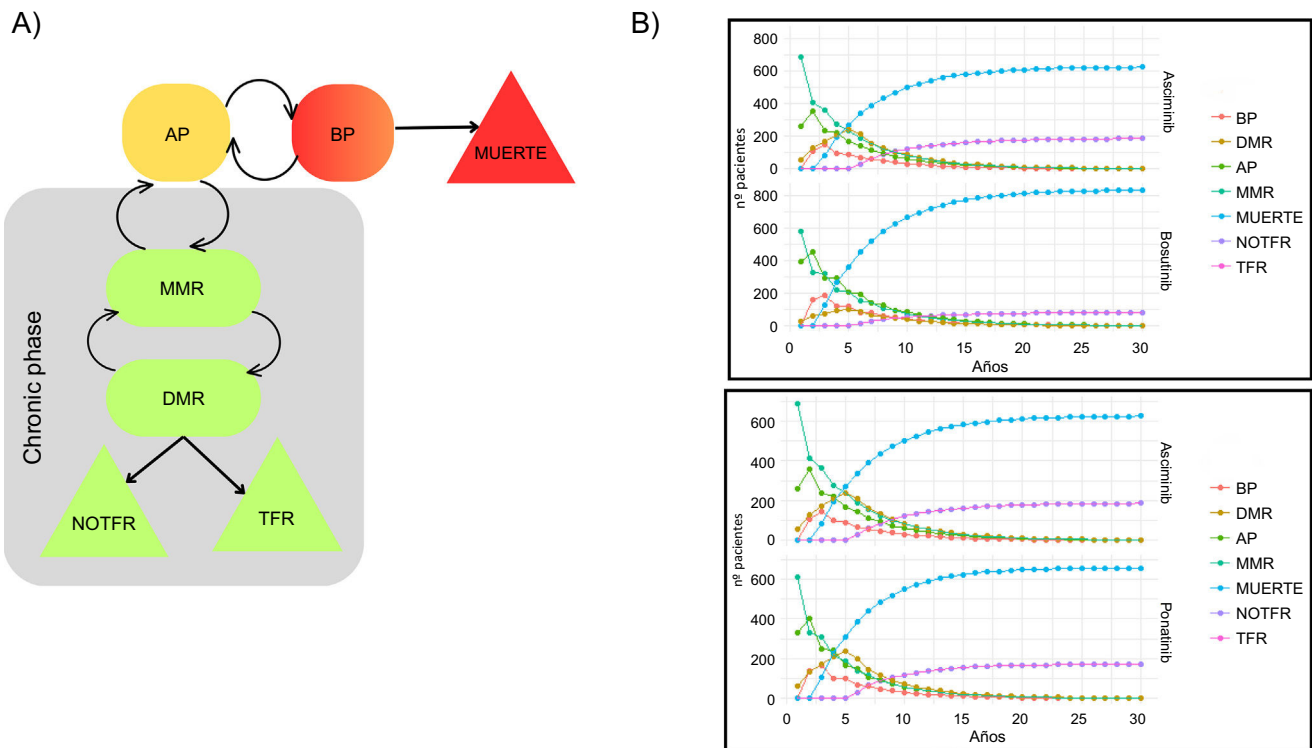 A)
AP
BP
MUERTE
Chronic phase
MMR
DMR
NOTFR
TFR
B)
800
600
400
200
0
Asciminib
800
600
400
200
0
Bosutinib
nº pacientes
0
5
10
15
20
25
30
Años
BP
DMR
AP
MMR
MUERTE
NOTFR
TFR
600
400
200
0
Asciminib
600
400
200
0
Ponatinib
nº pacientes
0
5
10
15
20
25
30
Años
BP
DMR
AP
MMR
MUERTE
NOTFR
TFR